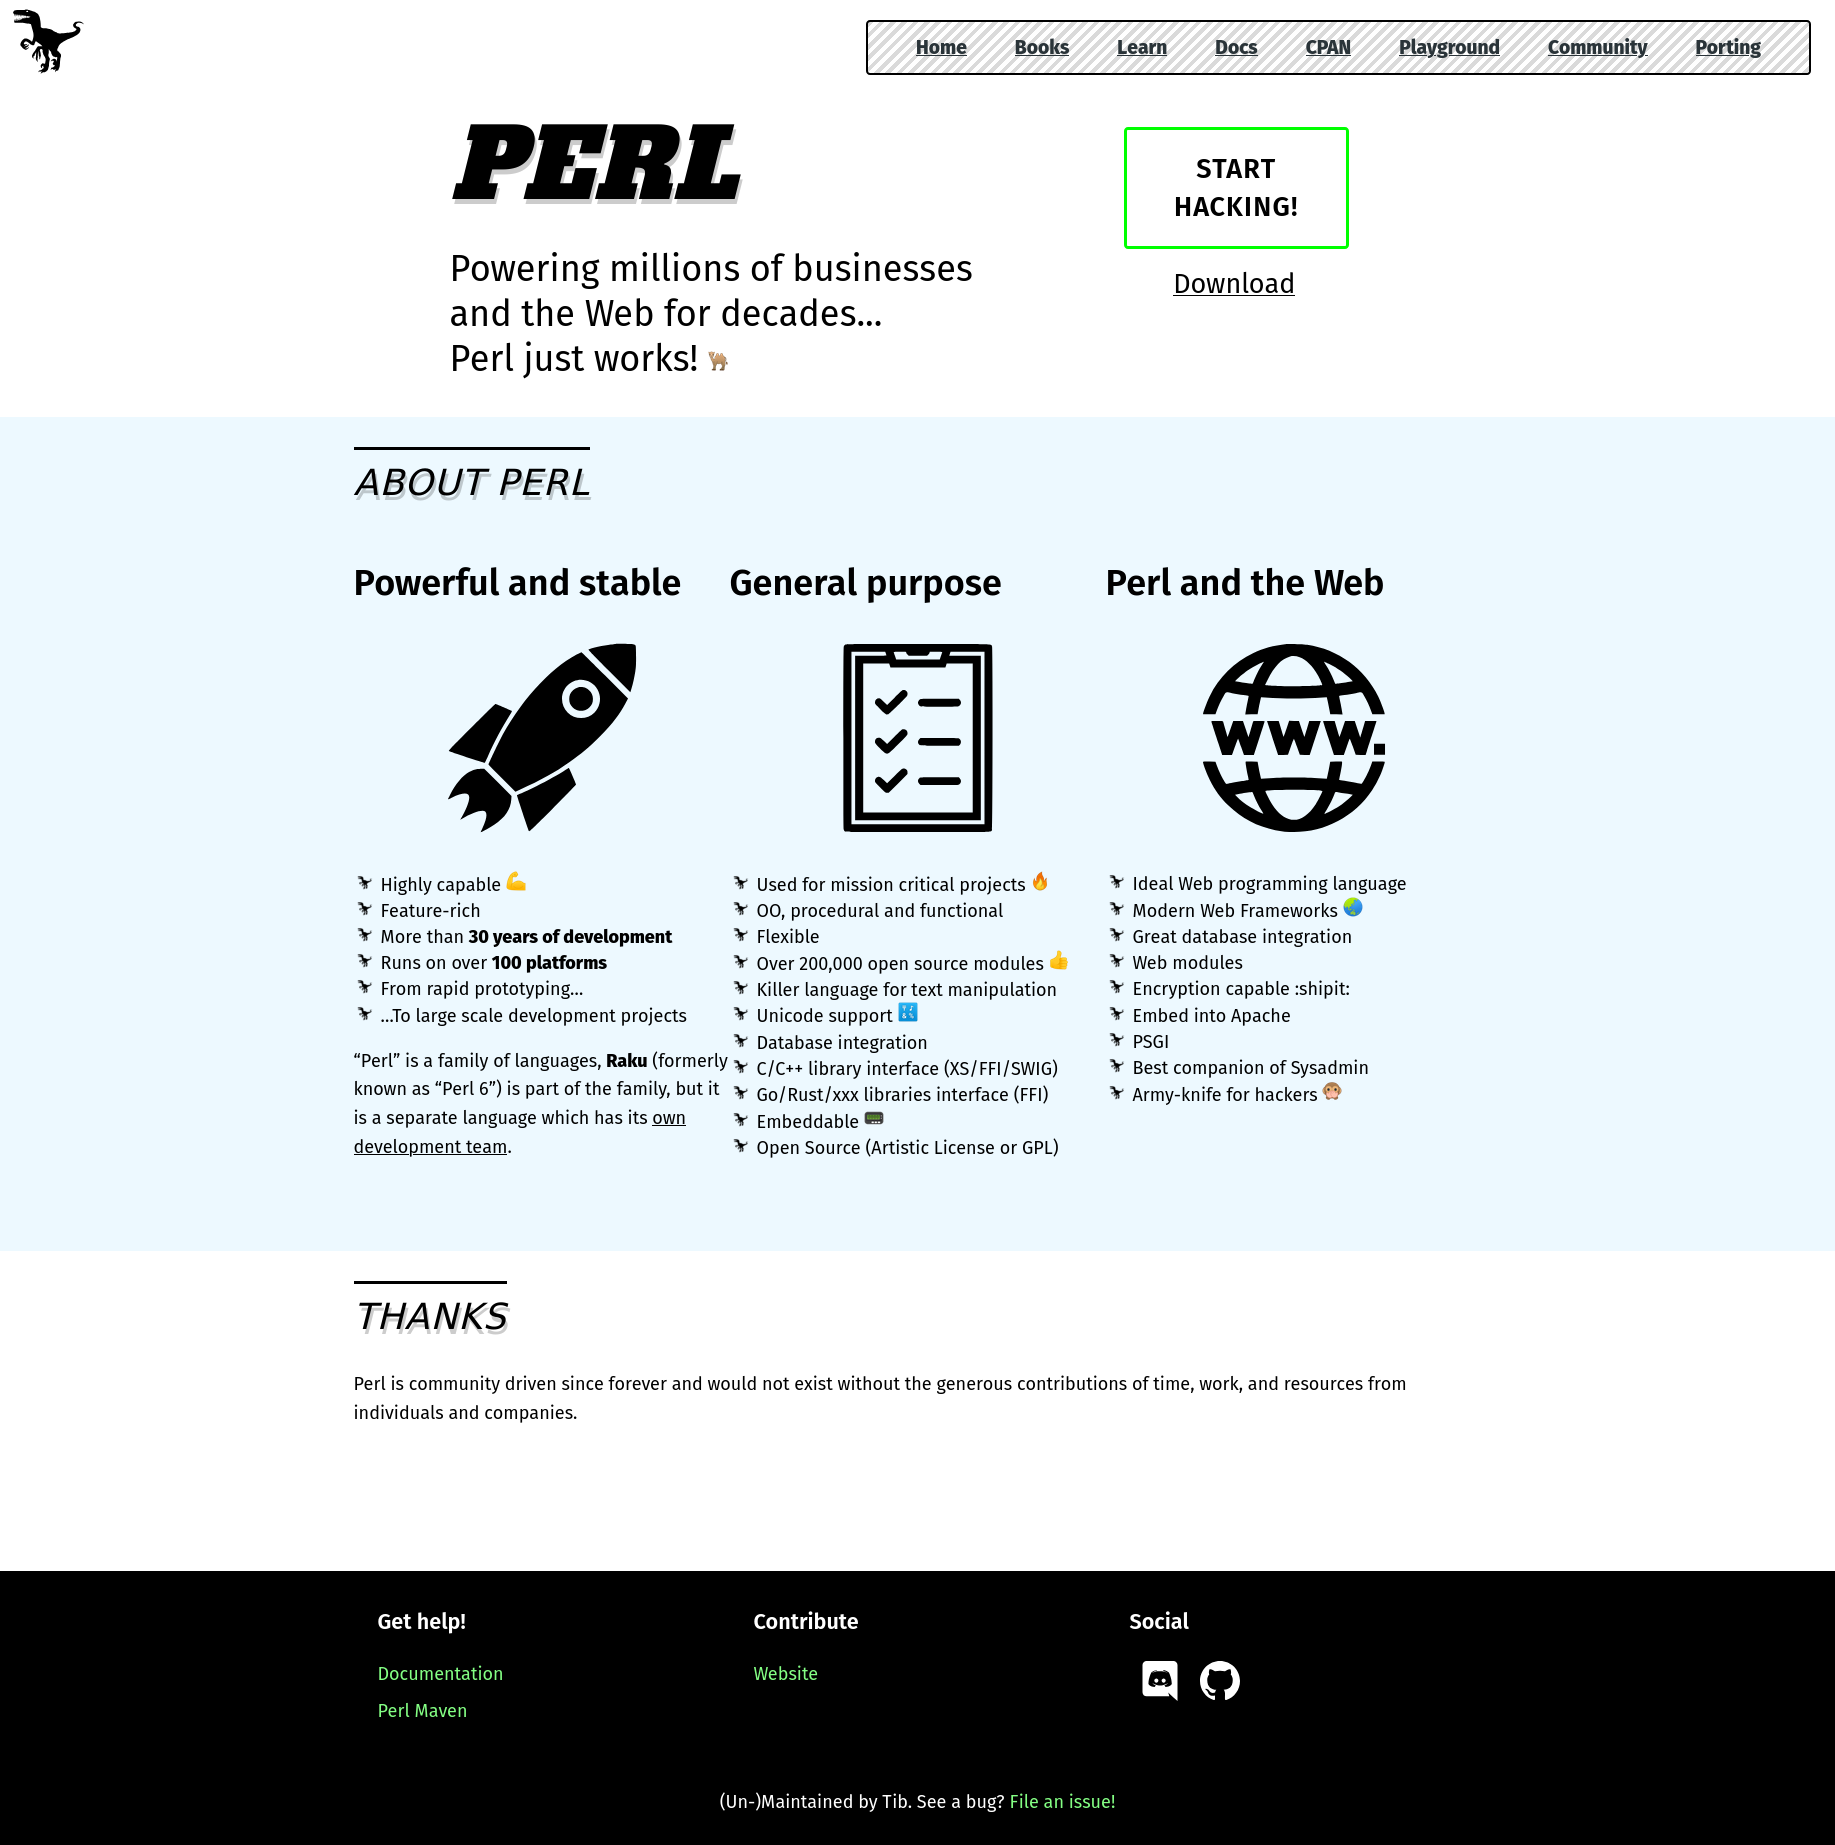 Home Books Learn Docs CPAN Playground Community Porting
PERL
Powering millions of businesses
and the Web for decades...
Perl just works!
START
HACKING!
Download
ABOUT PERL
Powerful and stable
Highly capable
Feature-rich
More than 30 years of development
Runs on over 100 platforms
From rapid prototyping...
...To large scale development projects
“Perl” is a family of languages, Raku (formerly
known as “Perl 6”) is part of the family, but it
is a separate language which has its own
development team.
General purpose
Used for mission critical projects
OO, procedural and functional
Flexible
Over 200,000 open source modules
Killer language for text manipulation
Unicode support
Database integration
C/C++ library interface (XS/FFI/SWIG)
Go/Rust/xxx libraries interface (FFI)
Embeddable
Open Source (Artistic License or GPL)
Perl and the Web
www.
Ideal Web programming language
Modern Web Frameworks
Great database integration
Web modules
Encryption capable :shipit:
Embed into Apache
PSGI
Best companion of Sysadmin
Army-knife for hackers
THANKS
Perl is community driven since forever and would not exist without the generous contributions of time, work, and resources from
individuals and companies.
Get help!
Documentation
Perl Maven
Contribute
Website
Social
(Un-)Maintained by Tib. See a bug? File an issue!